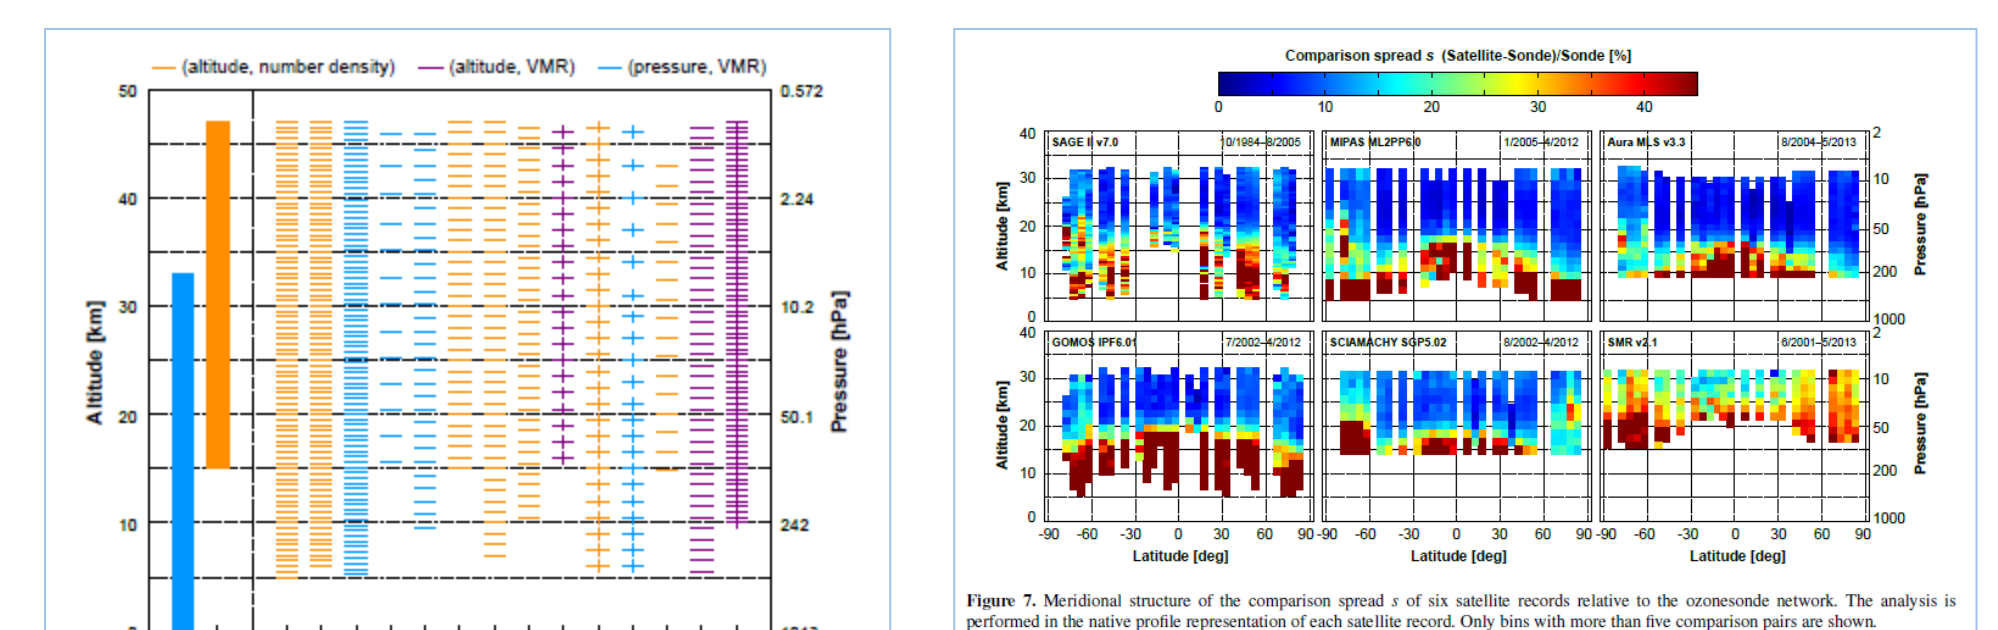 (altitude, number density) (altitude, VMR) (pressure, VMR)
50 0.572
40 2.24
30 10.2
20 50.1
10 242
Altitude [km]
Pressure [hPa]
Comparison spread s (Satellite-Sonde)/Sonde [%]
0 10 20 30 40
SAGE II v7.0 10/1984–8/2005 MIPAS ML2PP6.0 1/2005–4/2012 Aura MLS v3.3 8/2004–5/2013
40 30 20 10 0
Altitude [km]
2 10 50 200 1000
Pressure [hPa]
GOMOS IPF6.01 7/2002–4/2012 SCIAMACHY SGP5.02 8/2002–4/2012 SMR v2.1 6/2001–5/2013
40 30 20 10 0
Altitude [km]
2 10 50 200 1000
Pressure [hPa]
-90 -60 -30 0 30 60 90 -90 -60 -30 0 30 60 90 -90 -60 -30 0 30 60 90
Latitude [deg] Latitude [deg] Latitude [deg]
Figure 7. Meridional structure of the comparison spread s of six satellite records relative to the ozonesonde network. The analysis is
performed in the native profile representation of each satellite record. Only bins with more than five comparison pairs are shown.